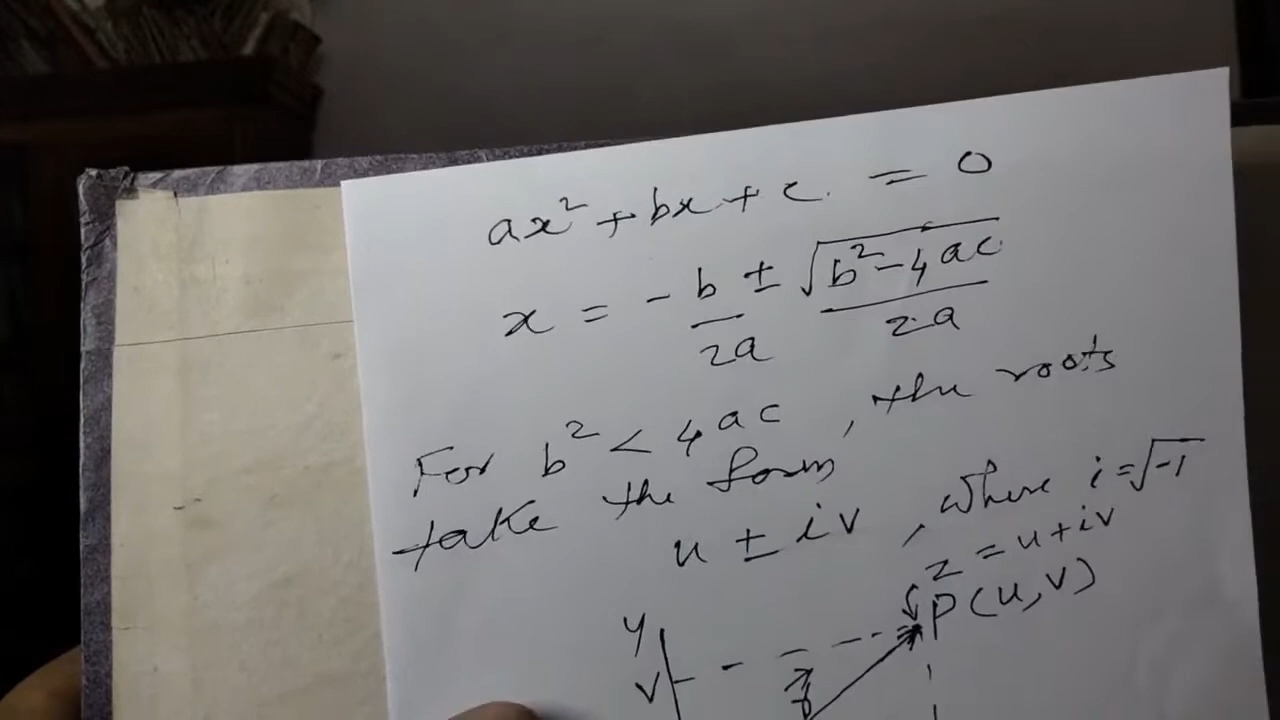 ax² + bx + c. = 0
x = - b/2a ± √(b² - 4ac)/2a
For b² < 4ac, the roots
take the form
u ± iv, where i = √-1
z = u + iv
P(u, v)
y
v